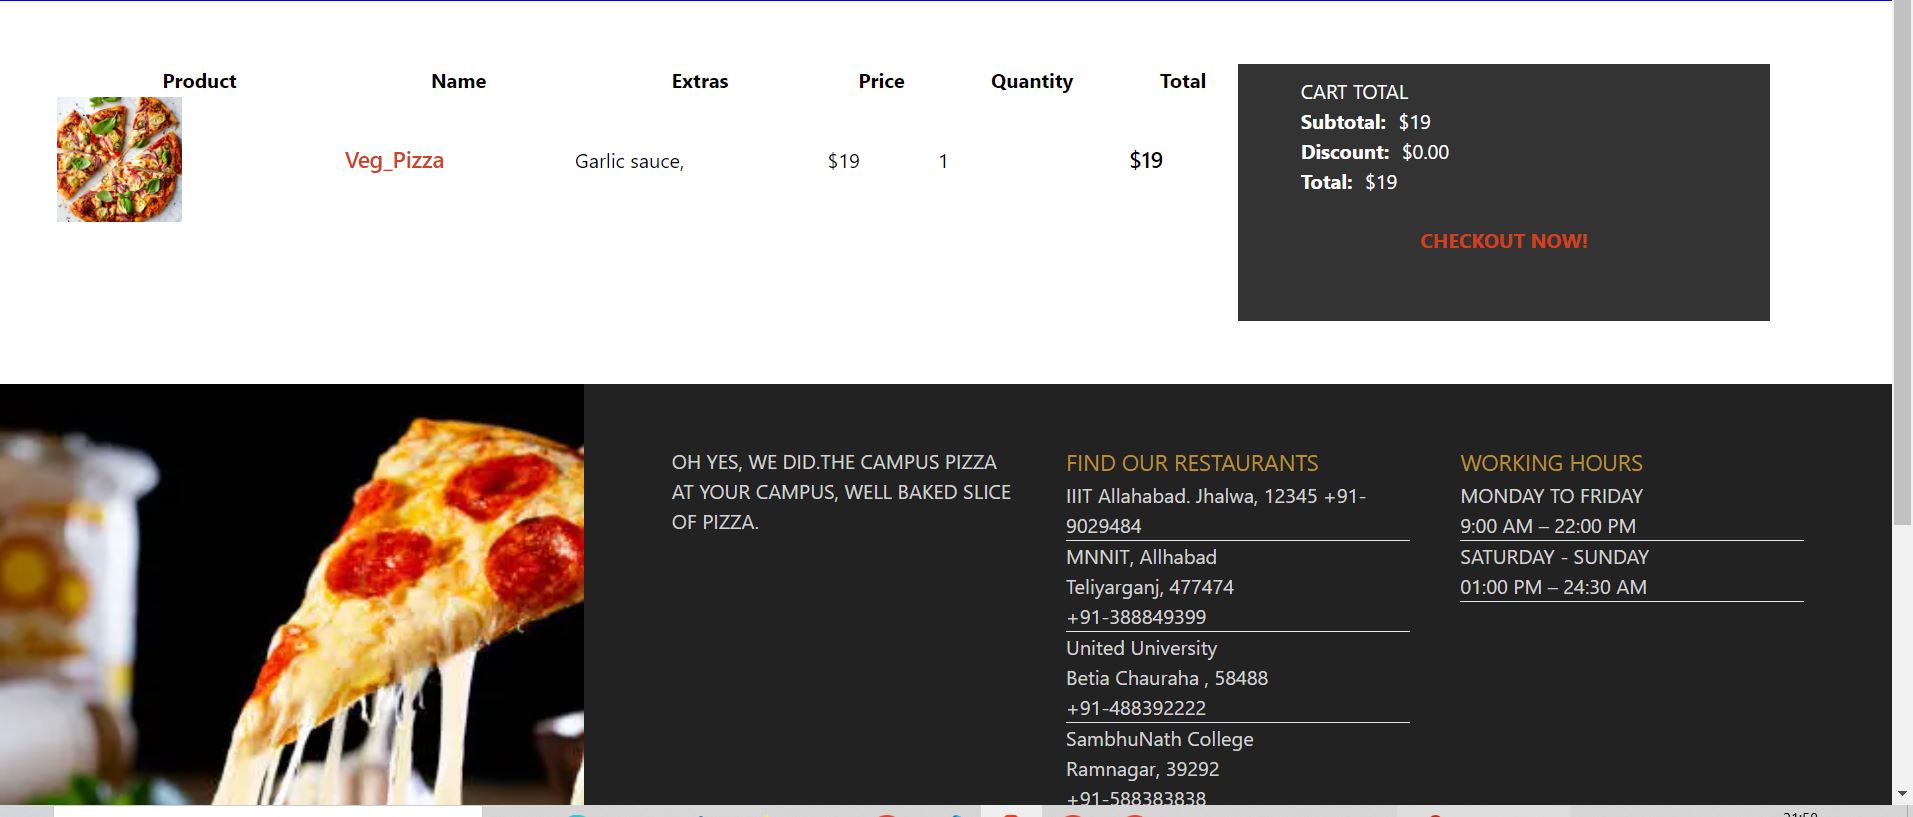 Product Name Extras Price Quantity Total
Veg_Pizza Garlic sauce, $19 1 $19
CART TOTAL
Subtotal: $19
Discount: $0.00
Total: $19
CHECKOUT NOW!
OH YES, WE DID.THE CAMPUS PIZZA
AT YOUR CAMPUS, WELL BAKED SLICE
OF PIZZA.
FIND OUR RESTAURANTS
IIIT Allahabad. Jhalwa, 12345 +91-
9029484
MNNIT, Allhabad
Teliyarganj, 477474
+91-388849399
United University
Betia Chauraha , 58488
+91-488392222
SambhuNath College
Ramnagar, 39292
+91-588383838
WORKING HOURS
MONDAY TO FRIDAY
9:00 AM – 22:00 PM
SATURDAY - SUNDAY
01:00 PM – 24:30 AM